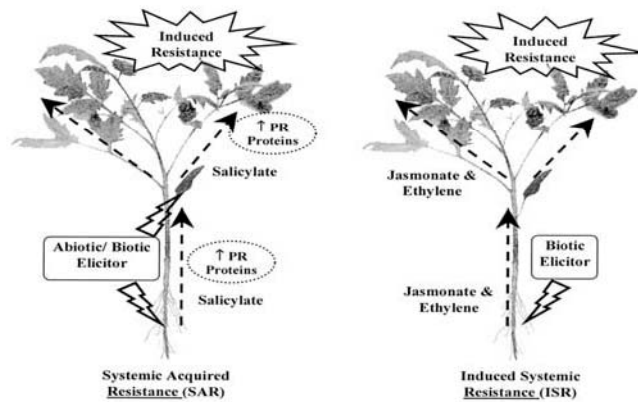 Induced
Resistance
↑ PR
Proteins
Salicylate
Abiotic/ Biotic
Elicitor
↑ PR
Proteins
Salicylate
Systemic Acquired
Resistance (SAR)
Induced
Resistance
Jasmonate &
Ethylene
Biotic
Elicitor
Jasmonate &
Ethylene
Induced Systemic
Resistance (ISR)